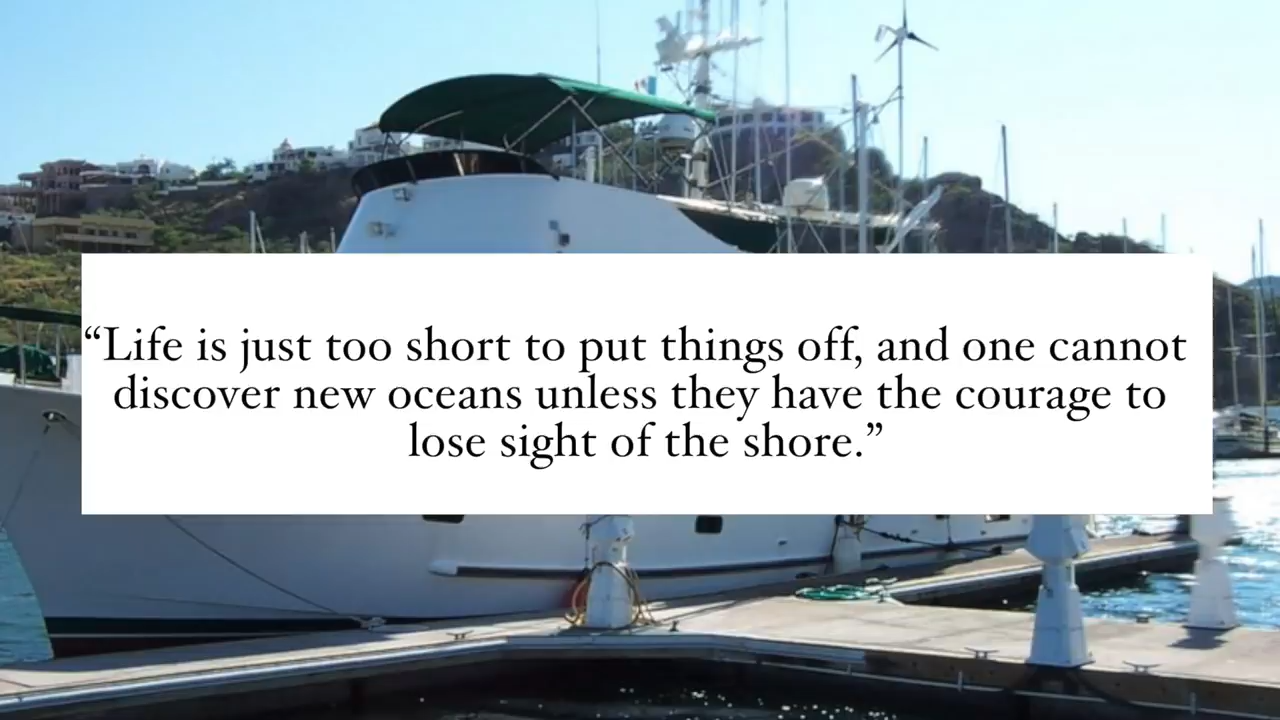 “Life is just too short to put things off, and one cannot
discover new oceans unless they have the courage to
lose sight of the shore.”